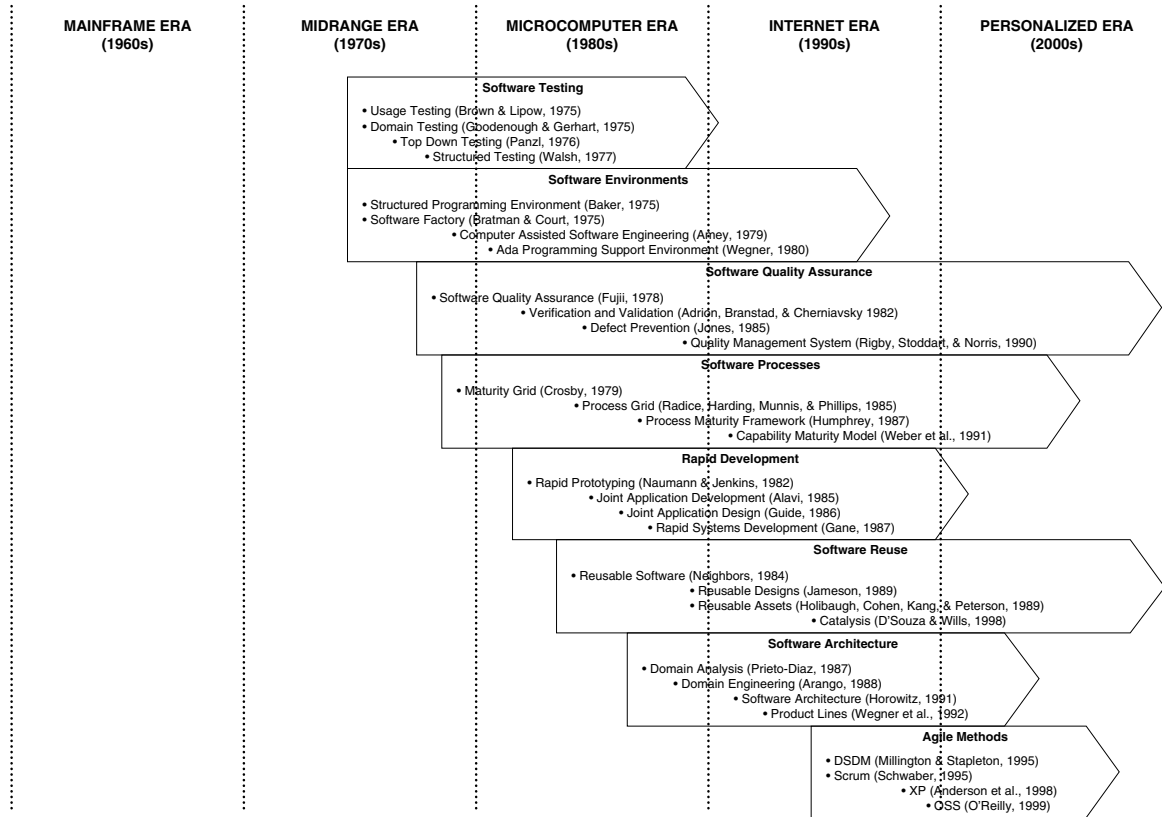 MAINFRAME ERA
(1960s)
MIDRANGE ERA
(1970s)
MICROCOMPUTER ERA
(1980s)
INTERNET ERA
(1990s)
PERSONALIZED ERA
(2000s)
Software Testing
• Usage Testing (Brown & Lipow, 1975)
• Domain Testing (Goodenough & Gerhart, 1975)
• Top Down Testing (Panzl, 1976)
• Structured Testing (Walsh, 1977)
Software Environments
• Structured Programming Environment (Baker, 1975)
• Software Factory (Bratman & Court, 1975)
• Computer Assisted Software Engineering (Amey, 1979)
• Ada Programming Support Environment (Wegner, 1980)
Software Quality Assurance
• Software Quality Assurance (Fujii, 1978)
• Verification and Validation (Adrion, Branstad, & Cherniavsky 1982)
• Defect Prevention (Jones, 1985)
• Quality Management System (Rigby, Stoddart, & Norris, 1990)
Software Processes
• Maturity Grid (Crosby, 1979)
• Process Grid (Radice, Harding, Munnis, & Phillips, 1985)
• Process Maturity Framework (Humphrey, 1987)
• Capability Maturity Model (Weber et al., 1991)
Rapid Development
• Rapid Prototyping (Naumann & Jenkins, 1982)
• Joint Application Development (Alavi, 1985)
• Joint Application Design (Guide, 1986)
• Rapid Systems Development (Gane, 1987)
Software Reuse
• Reusable Software (Neighbors, 1984)
• Reusable Designs (Jameson, 1989)
• Reusable Assets (Holibaugh, Cohen, Kang, & Peterson, 1989)
• Catalysis (D'Souza & Wills, 1998)
Software Architecture
• Domain Analysis (Prieto-Diaz, 1987)
• Domain Engineering (Arango, 1988)
• Software Architecture (Horowitz, 1991)
• Product Lines (Wegner et al., 1992)
Agile Methods
• DSDM (Millington & Stapleton, 1995)
• Scrum (Schwaber, 1995)
• XP (Anderson et al., 1998)
• OSS (O'Reilly, 1999)